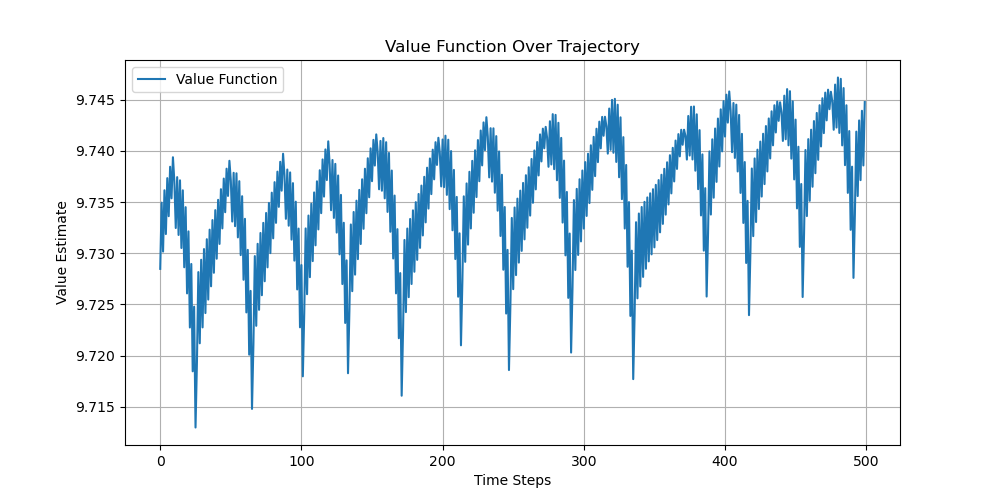 Value Function Over Trajectory
Value Function
Value Estimate
9.745
9.740
9.735
9.730
9.725
9.720
9.715
0 100 200 300 400 500
Time Steps